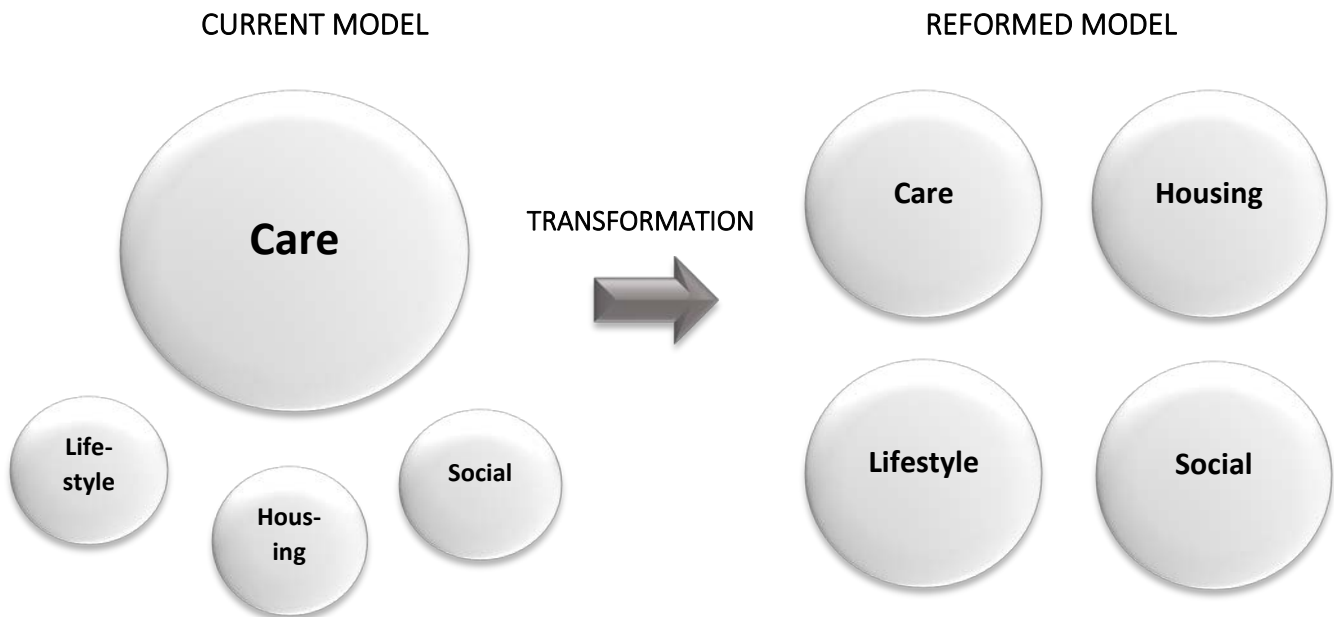 CURRENT MODEL
REFORMED MODEL
Care
TRANSFORMATION
Care
Housing
Life-
style
Hous-
ing
Social
Lifestyle
Social